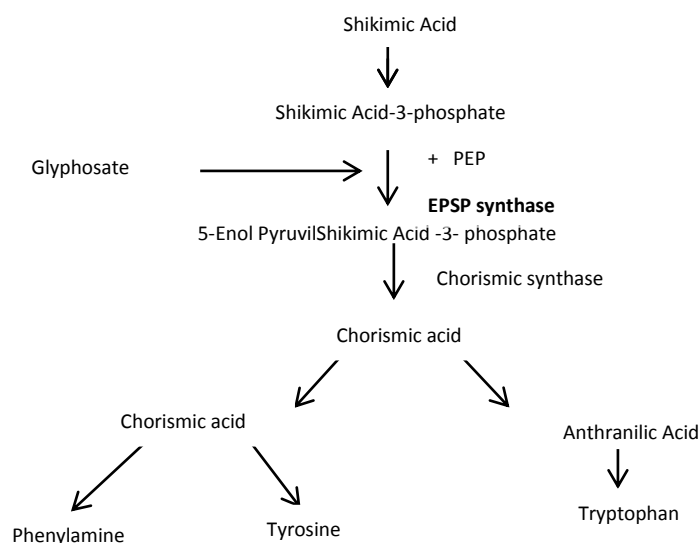 Shikimic Acid
Shikimic Acid-3-phosphate
Glyphosate
+ PEP
EPSP synthase
5-Enol PyruvilShikimic Acid -3- phosphate
Chorismic synthase
Chorismic acid
Chorismic acid
Anthranilic Acid
Phenylamine
Tyrosine
Tryptophan